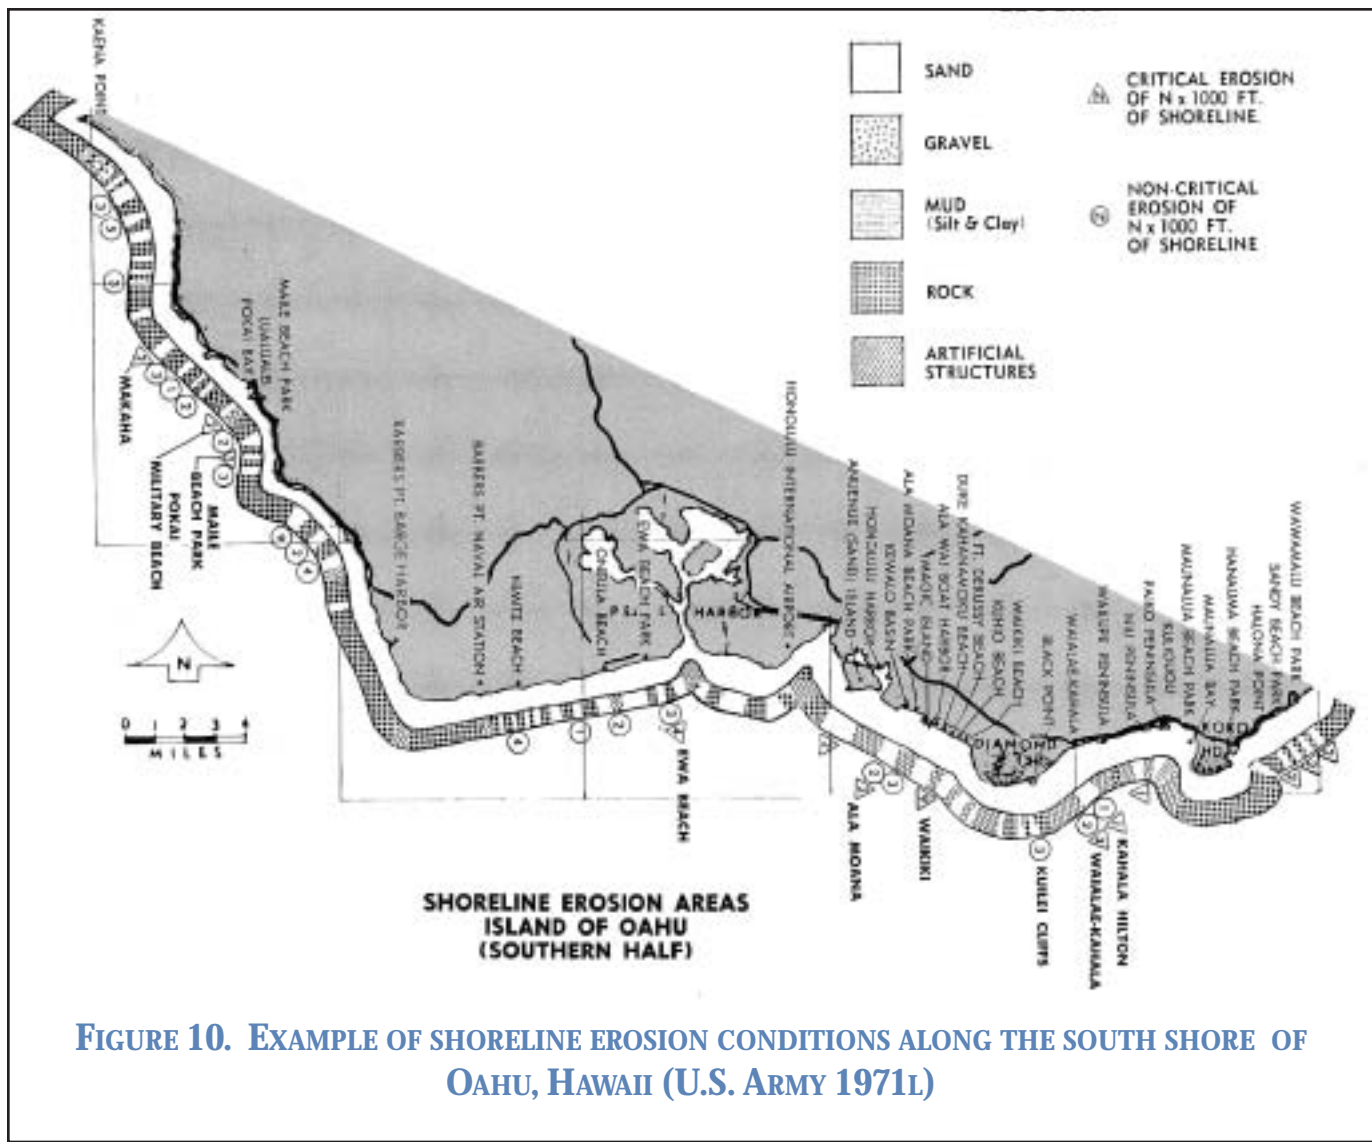 KAENA POINT
SAND
GRAVEL
MUD
(Silt & Clay)
ROCK
ARTIFICIAL
STRUCTURES
CRITICAL EROSION
OF N x 1000 FT.
OF SHORELINE.
NON-CRITICAL
EROSION OF
N x 1000 FT.
OF SHORELINE
MAILE BEACH PARK
POKAI BAY
BARBERS PT. BARGE HARBOR
BARBERS PT. NAVAL AIR STATION
NIMITZ BEACH
ONEULA BEACH
EWA BEACH PARK
HARBOR
HONOLULU INTERNATIONAL AIRPORT
ANUENUE (SAND) ISLAND
HONOLULU HARBOR
KEWALO BASIN
ALA MOANA BEACH PARK
MAGIC ISLAND
ALA WAI BOAT HARBOR
DUKE KAHANAMOKU BEACH
FT. DERUSSY BEACH
KUHIO BEACH
WAIKIKI BEACH
BLACK POINT
WAIALAE-KAHALA
WAILUPE PENINSULA
NIU PENINSULA
PAIKO PENINSULA
KULIOUOU
MAUNALUA BEACH PARK
MAUNALUA BAY
HANAUMA BEACH PARK
HALONA POINT
SANDY BEACH PARK
WAWAMALU BEACH PARK
DIAMOND
KOKO
HD.
MAKAHA
MILITARY BEACH
POKAI
BEACH PARK
MAILE
EWA BEACH
ALA MOANA
WAIKIKI
KUILEI CLIFFS
WAIALAE-KAHALA
KAHALA HILTON
N
0 1 2 3 4
MILES
SHORELINE EROSION AREAS
ISLAND OF OAHU
(SOUTHERN HALF)
FIGURE 10. EXAMPLE OF SHORELINE EROSION CONDITIONS ALONG THE SOUTH SHORE OF
OAHU, HAWAII (U.S. ARMY 1971L)